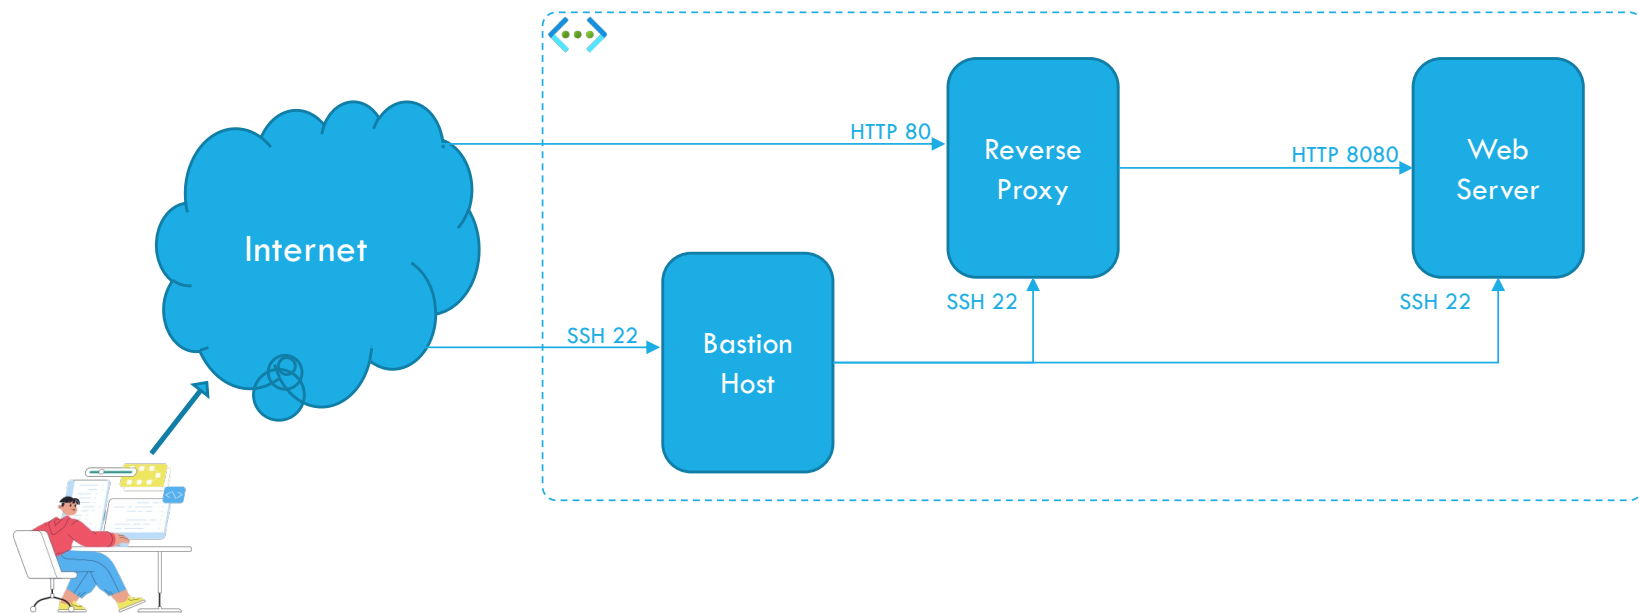 HTTP 80
Reverse
Proxy
HTTP 8080
Web
Server
Internet
SSH 22
Bastion
Host
SSH 22
SSH 22